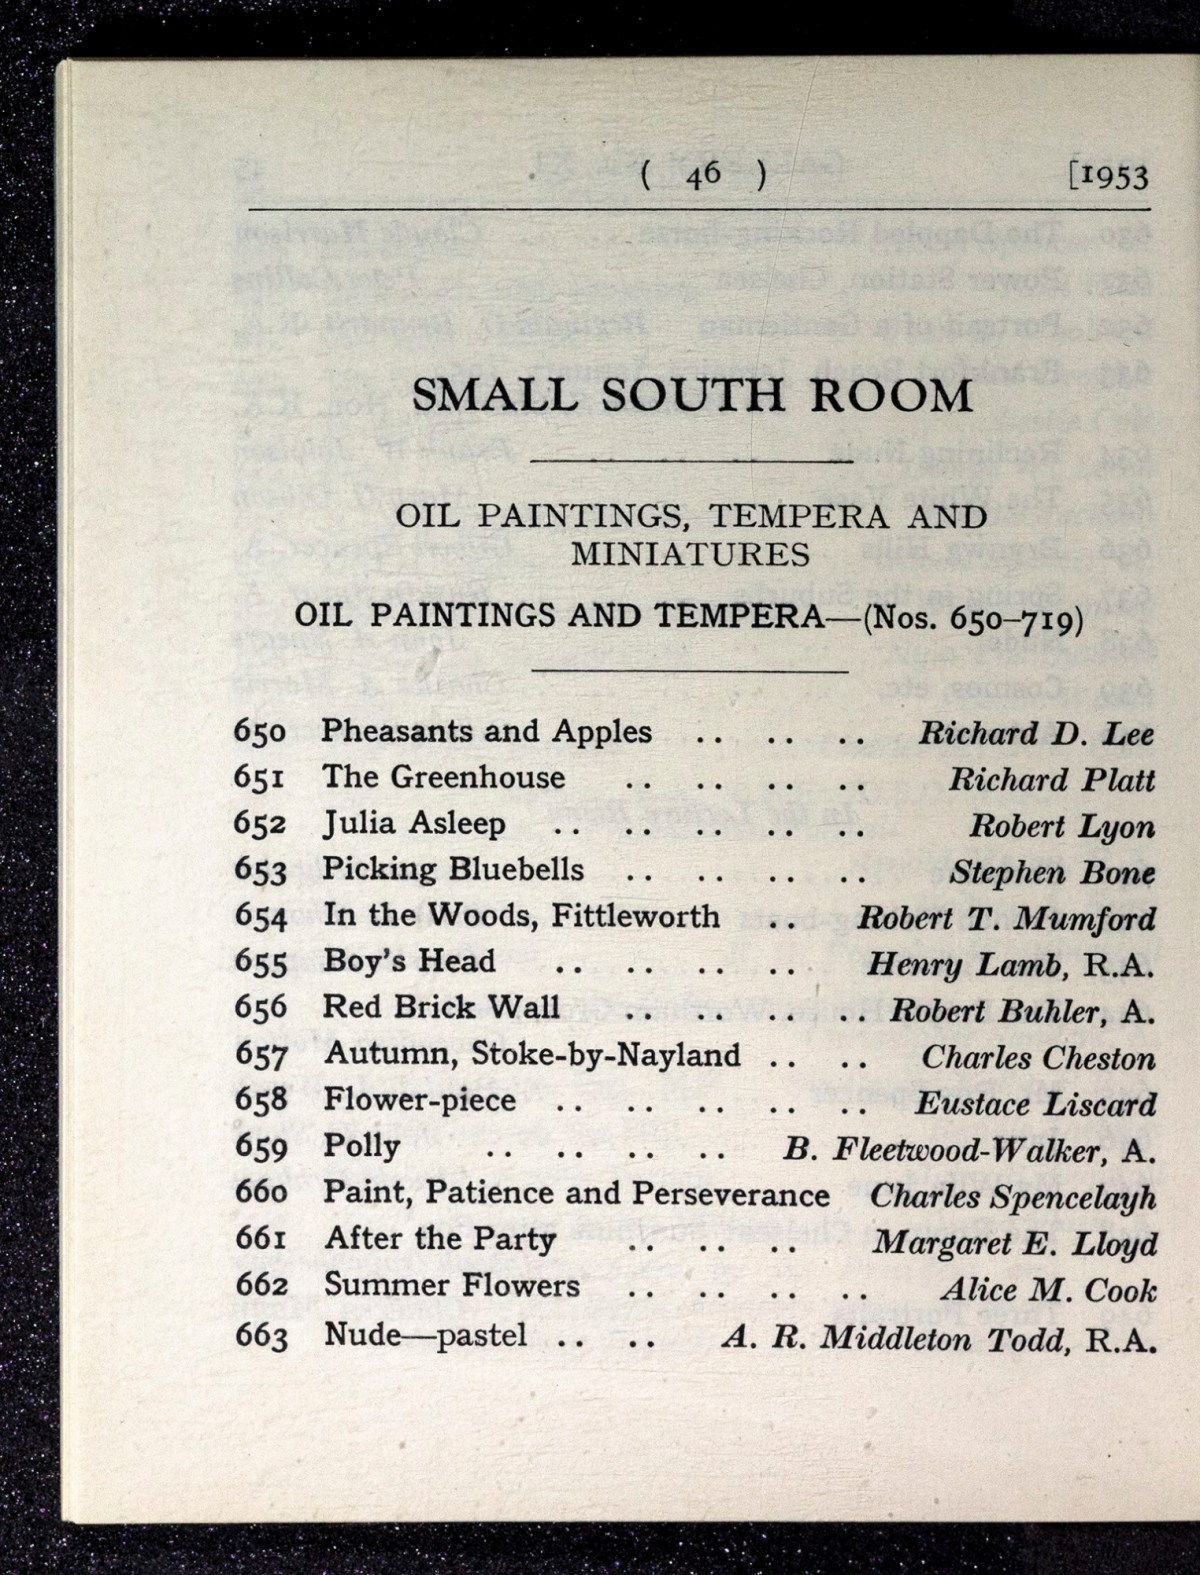 ( 46 ) [1953
SMALL SOUTH ROOM
OIL PAINTINGS, TEMPERA AND
MINIATURES
OIL PAINTINGS AND TEMPERA—(Nos. 650–719)
650 Pheasants and Apples .. .. .. Richard D. Lee
651 The Greenhouse .. .. .. .. Richard Platt
652 Julia Asleep .. .. .. .. .. Robert Lyon
653 Picking Bluebells .. .. .. .. Stephen Bone
654 In the Woods, Fittleworth .. Robert T. Mumford
655 Boy's Head .. .. .. .. Henry Lamb, R.A.
656 Red Brick Wall .. .. .. .. Robert Buhler, A.
657 Autumn, Stoke-by-Nayland .. .. Charles Cheston
658 Flower-piece .. .. .. .. .. Eustace Liscard
659 Polly .. .. .. .. B. Fleetwood-Walker, A.
660 Paint, Patience and Perseverance Charles Spencelayh
661 After the Party .. .. .. Margaret E. Lloyd
662 Summer Flowers .. .. .. .. Alice M. Cook
663 Nude—pastel .. .. A. R. Middleton Todd, R.A.